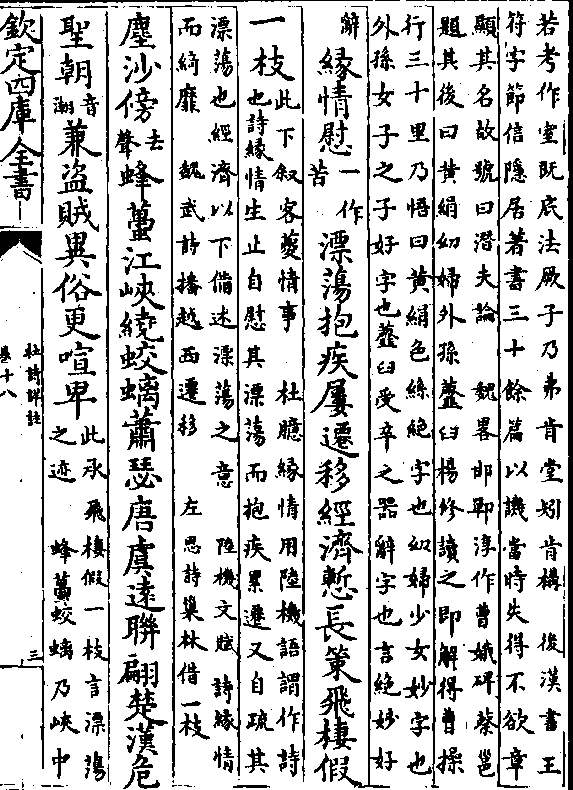 若考作室既底法厥子乃弗肯堂矧肯構　後漢書王
符字節信隱居著書三十餘篇以譏當時失得不欲章
顯其名故號曰潛夫論　魏畧邯鄲淳作曹娥碑蔡邕
題其後曰黄絹幼婦外孫虀臼楊修讀之即解得曹操
行三十里乃悟曰黄絹色絲絶字也幼婦少女妙字也
外孫女子之子好字也虀臼受辛之器辭字也言絶妙好
辭
緣情慰
一作
苦
漂蕩抱疾屢遷移經濟慙長策飛棲假
一枝
此下叙客夔情事　杜臆緣情用陸機語謂作詩
也詩緣情生止自慰其漂蕩而抱疾累遷又自疏其
漂蕩也經濟以下備述漂蕩之意　陸機文賦詩緣情
而綺靡　魏武詩播越西遷移　左思詩巢林借一枝
塵沙傍
去
聲
蜂蠆江峽繞蛟螭蕭瑟唐虞遠聯翩楚漢危
聖朝
音
潮
兼盗賊異俗更喧卑
此承飛棲假一枝言漂蕩
之迹　蜂蠆蛟螭乃峽中
欽定四庫全書
杜詩詳註
卷十八
三